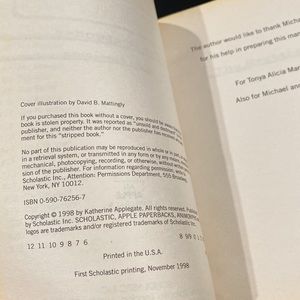 Cover illustration by David B. Mattingly
If you purchased this book without a cover, you should be
book is stolen property. It was reported as "unsold and
publisher, and neither the author nor the publisher has
ment for this "stripped book."
No part of this publication may be reproduced in whole or in part,
in a retrieval system, or transmitted in any form or by any means,
mechanical, photocopying, recording, or otherwise, without
sion of the publisher. For information regarding permission,
Scholastic Inc., Attention: Permissions Department, 555 Broadway,
New York, NY 10012.
ISBN 0-590-76256-7
Copyright © 1998 by Katherine Applegate. All rights reserved.
by Scholastic Inc. SCHOLASTIC, APPLE PAPERBACKS, ANIMORPHS
logos are trademarks and/or registered trademarks of Scholastic Inc.
12 11 10 9 8 7 6
8 9/0
Printed in the U.S.A.
First Scholastic printing, November 1998
The author would like to thank Michael
for his help in preparing this
For Tonya Alicia
Also for Michael and